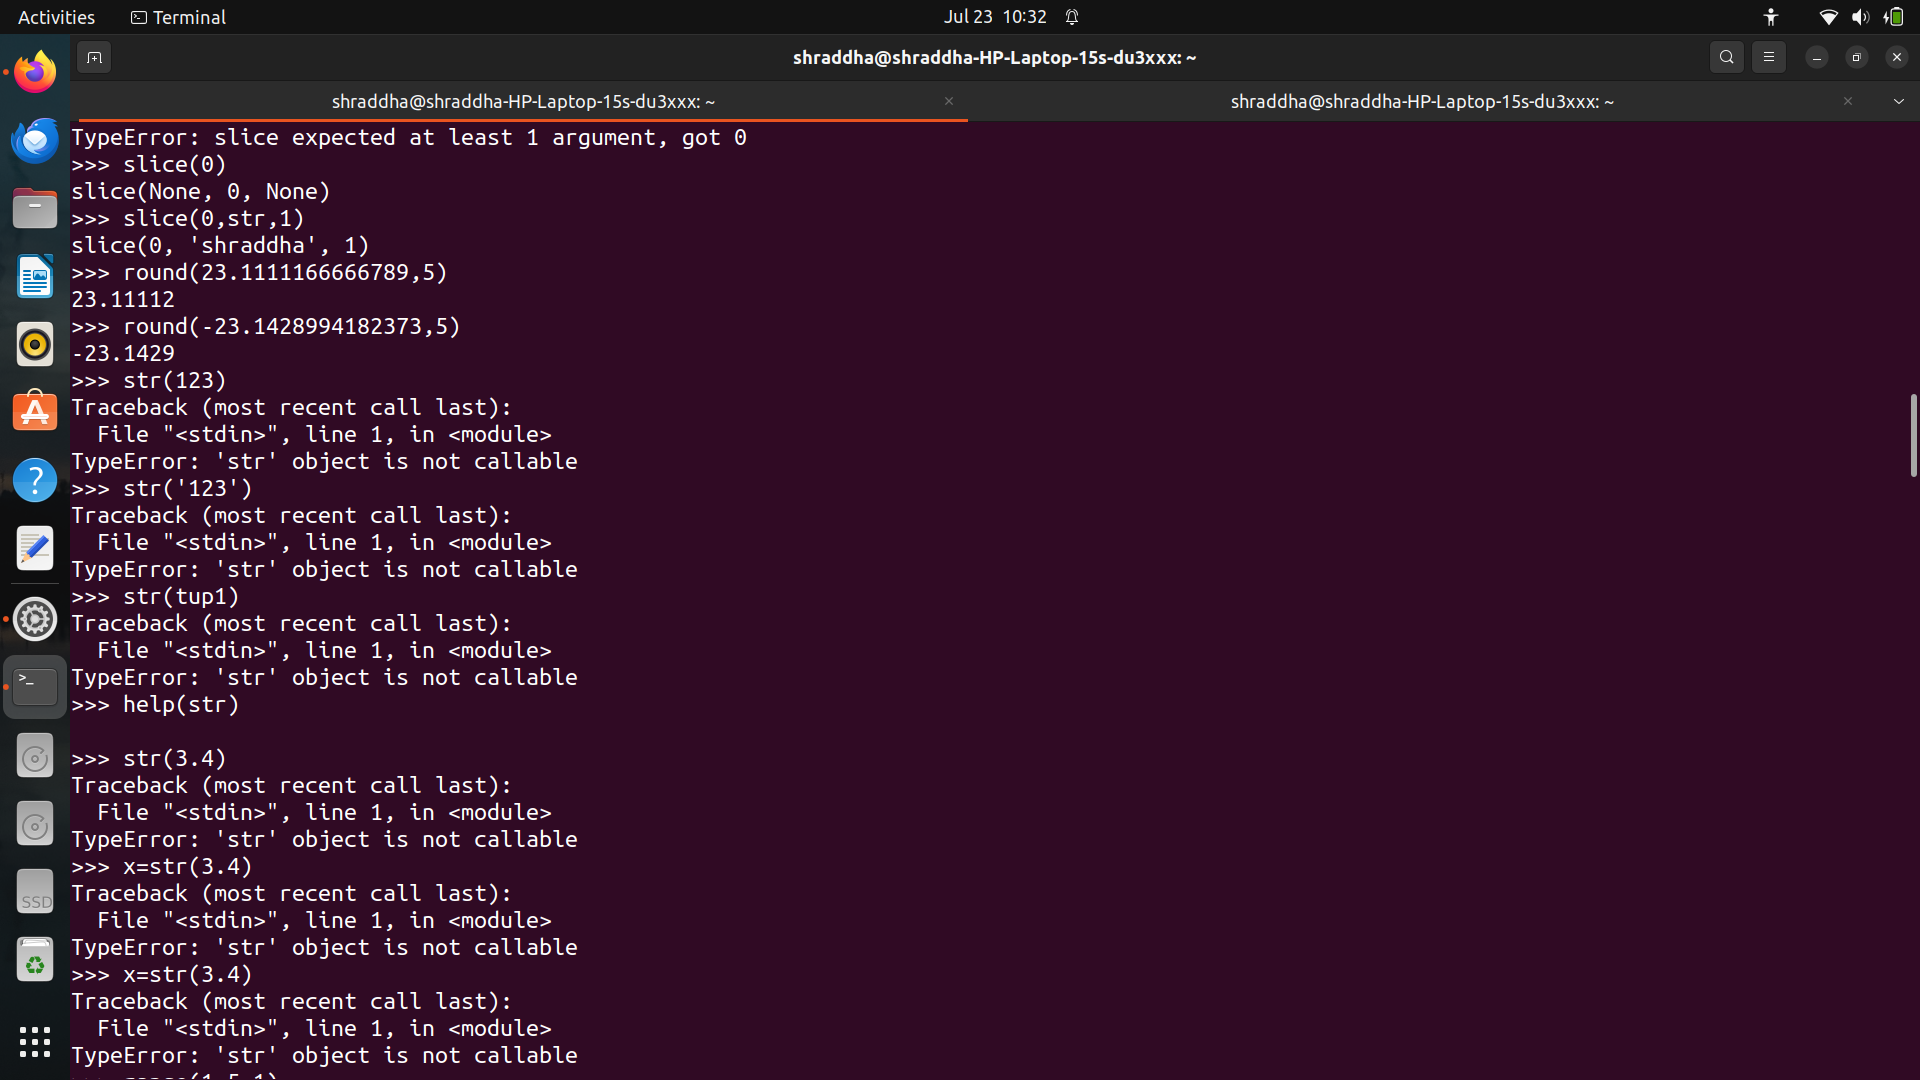 Activities
Terminal
Jul 23 10:32
shraddha@shraddha-HP-Laptop-15s-du3xxx: ~
shraddha@shraddha-HP-Laptop-15s-du3xxx: ~
shraddha@shraddha-HP-Laptop-15s-du3xxx: ~
TypeError: slice expected at least 1 argument, got 0
>>> slice(0)
slice(None, 0, None)
>>> slice(0,str,1)
slice(0, 'shraddha', 1)
>>> round(23.1111166666789,5)
23.11112
>>> round(-23.1428994182373,5)
-23.1429
>>> str(123)
Traceback (most recent call last):
  File "<stdin>", line 1, in <module>
TypeError: 'str' object is not callable
>>> str('123')
Traceback (most recent call last):
  File "<stdin>", line 1, in <module>
TypeError: 'str' object is not callable
>>> str(tup1)
Traceback (most recent call last):
  File "<stdin>", line 1, in <module>
TypeError: 'str' object is not callable
>>> help(str)
>>> str(3.4)
Traceback (most recent call last):
  File "<stdin>", line 1, in <module>
TypeError: 'str' object is not callable
>>> x=str(3.4)
Traceback (most recent call last):
  File "<stdin>", line 1, in <module>
TypeError: 'str' object is not callable
>>> x=str(3.4)
Traceback (most recent call last):
  File "<stdin>", line 1, in <module>
TypeError: 'str' object is not callable
SSD